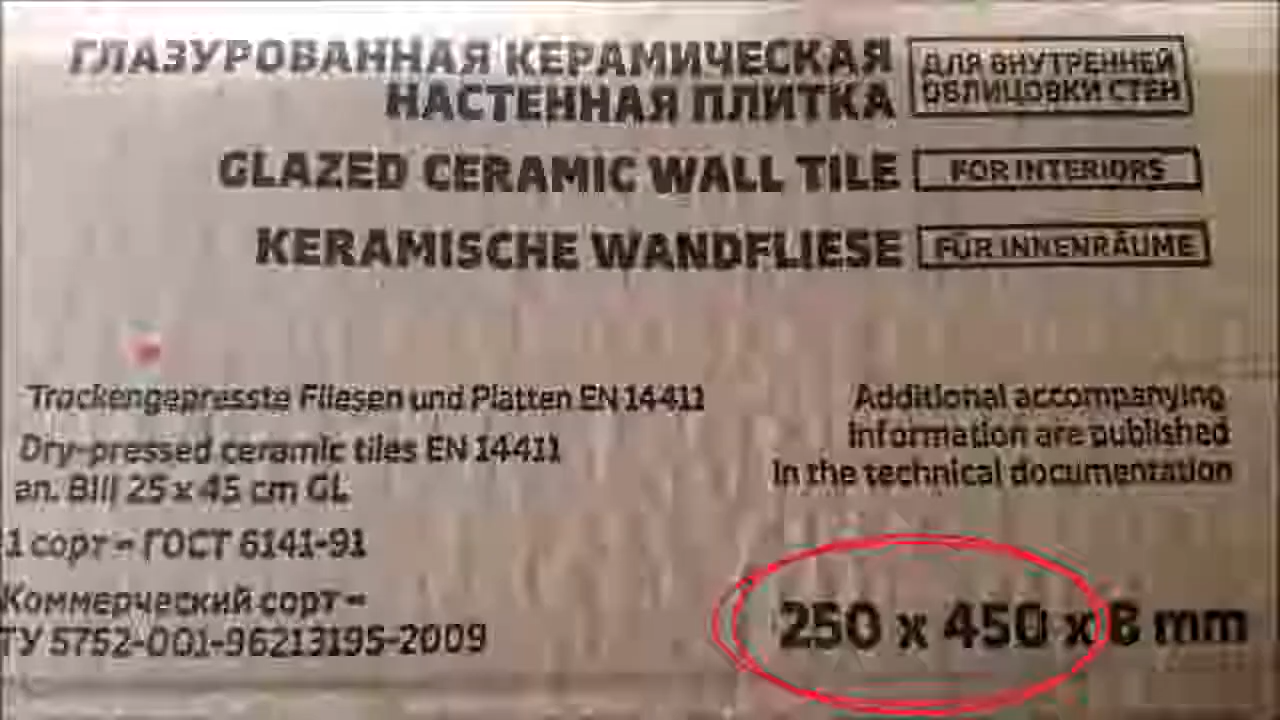 ГЛАЗУРОВАННАЯ КЕРАМИЧЕСКАЯ
НАСТЕННАЯ ПЛИТКА
ДЛЯ ВНУТРЕННЕЙ
ОБЛИЦОВКИ СТЕН
GLAZED CERAMIC WALL TILE
FOR INTERIORS
KERAMISCHE WANDFLIESE
FÜR INNENRÄUME
Trockengepresste Fliesen und Platten EN 14411
Dry-pressed ceramic tiles EN 14411
an. BIII 25 x 45 cm GL
1 сорт - ГОСТ 6141-91
Коммерческий сорт -
ТУ 5752-001-96213195-2009
Additional accompanying
information are published
in the technical documentation
250 x 450 x 8 mm